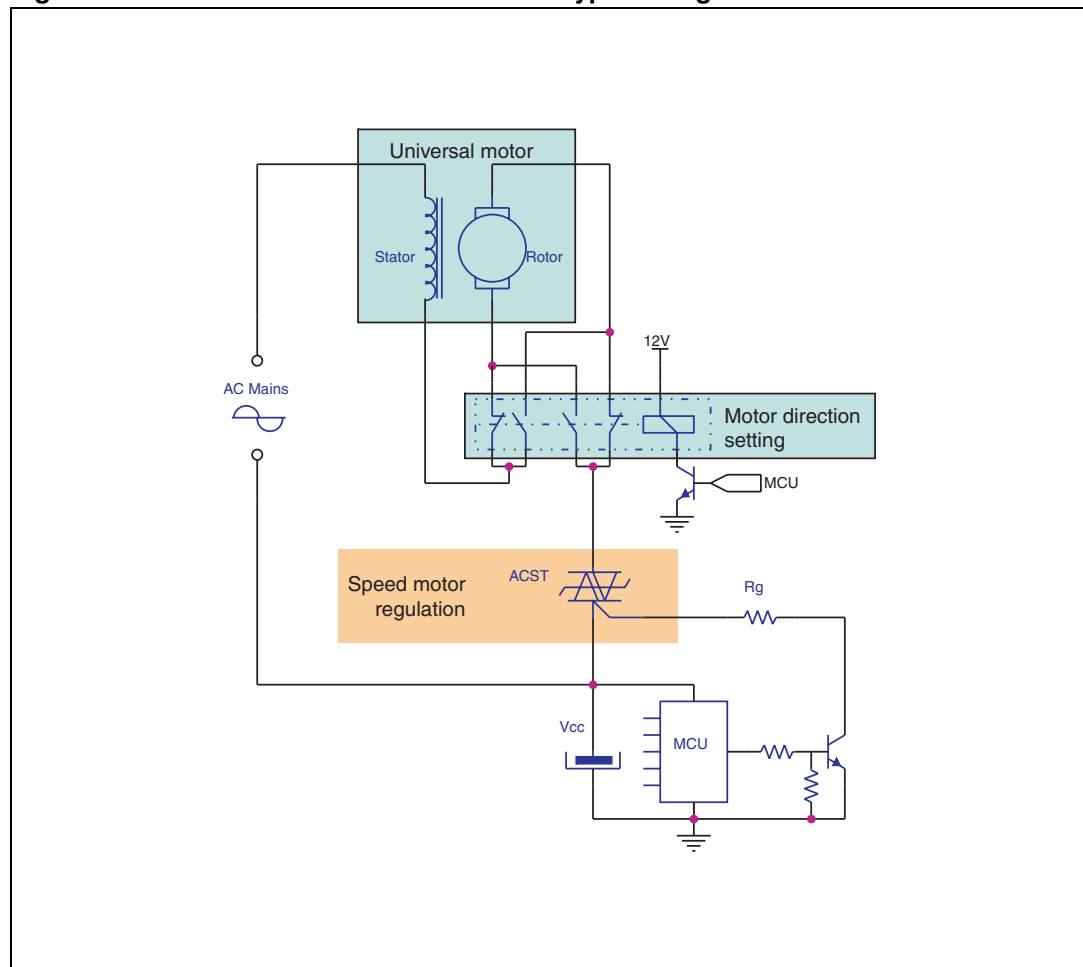 Universal motor
Stator
Rotor
12V
AC Mains
Motor direction
setting
MCU
ACST
Speed motor
regulation
Rg
Vcc
MCU